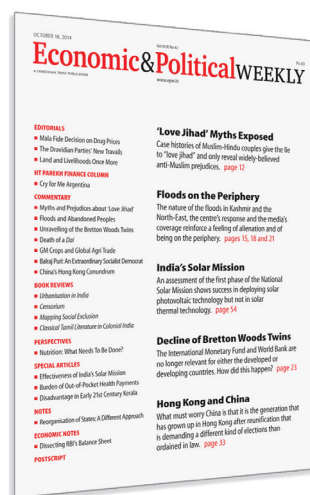 OCTOBER 18, 2014
Vol XLIX No 42
Rs 60
Economic&PoliticalWEEKLY
A SAMEEKSHA TRUST PUBLICATION
www.epw.in
EDITORIALS
■ Mala Fide Decision on Drug Prices
■ The Dravidian Parties' New Travails
■ Land and Livelihoods Once More
HT PAREKH FINANCE COLUMN
■ Cry for Me Argentina
COMMENTARY
■ Myths and Prejudices about 'Love Jihad'
■ Floods and Abandoned Peoples
■ Unravelling of the Bretton Woods Twins
■ Death of a Dai
■ GM Crops and Global Agri Trade
■ Balraj Puri: An Extraordinary Socialist Democrat
■ China's Hong Kong Conundrum
BOOK REVIEWS
■ Urbanisation in India
■ Censorium
■ Mapping Social Exclusion
■ Classical Tamil Literature in Colonial India
PERSPECTIVES
■ Nutrition: What Needs To Be Done?
SPECIAL ARTICLES
■ Effectiveness of India's Solar Mission
■ Burden of Out-of-Pocket Health Payments
■ Disadvantage in Early 21st Century Kerala
NOTES
■ Reorganisation of States: A Different Approach
ECONOMIC NOTES
■ Dissecting RBI's Balance Sheet
POSTSCRIPT
'Love Jihad' Myths Exposed
Case histories of Muslim-Hindu couples give the lie
to "love jihad" and only reveal widely-believed
anti-Muslim prejudices. page 12
Floods on the Periphery
The nature of the floods in Kashmir and the
North-East, the centre's response and the media's
coverage reinforce a feeling of alienation and of
being on the periphery. pages 15, 18 and 21
India's Solar Mission
An assessment of the first phase of the National
Solar Mission shows success in deploying solar
photovoltaic technology but not in solar
thermal technology. page 54
Decline of Bretton Woods Twins
The International Monetary Fund and World Bank are
no longer relevant for either the developed or
developing countries. How did this happen? page 23
Hong Kong and China
What must worry China is that it is the generation that
has grown up in Hong Kong after reunification that
is demanding a different kind of elections than
ordained in law. page 33